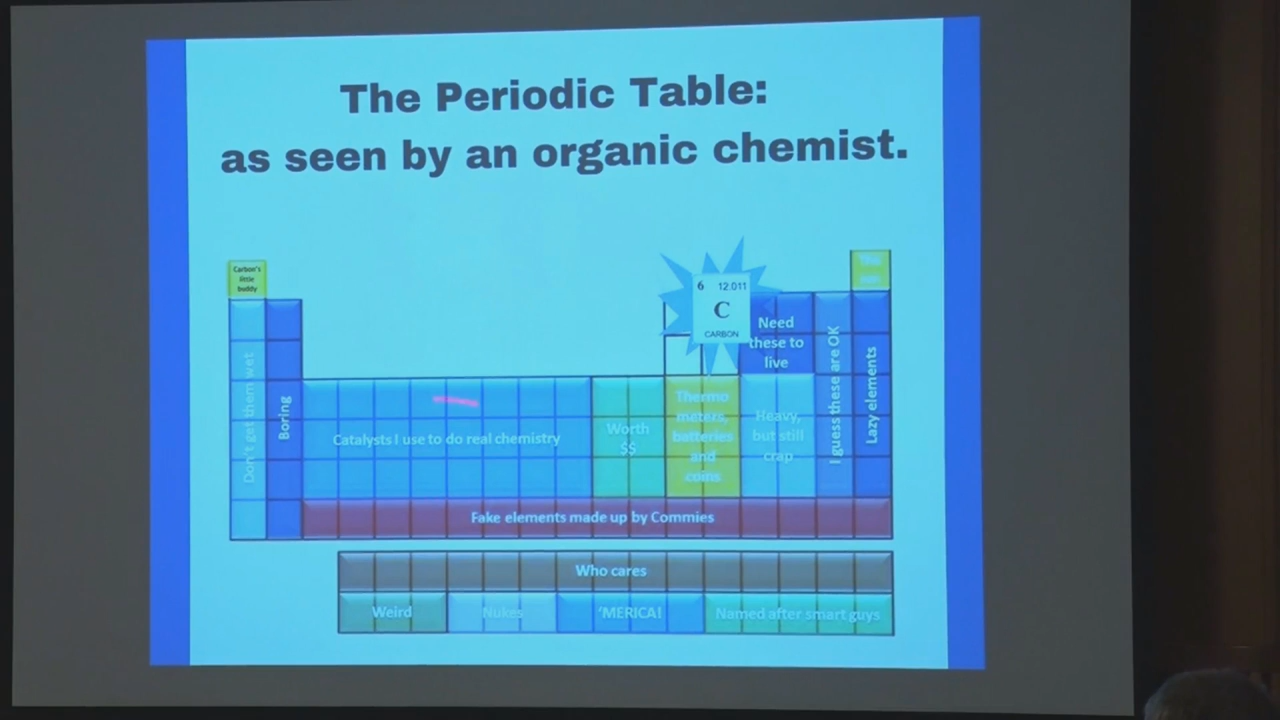 The Periodic Table:
as seen by an organic chemist.
Carbon's
little
buddy
6 12.011
C
CARBON
Need
these to
live
Don't get them wet
Boring
Catalysts I use to do real chemistry
Worth
$$
Thermo
meters,
batteries
and
coins
Heavy,
but still
crap
I guess these are OK
Lazy elements
Fake elements made up by Commies
Who cares
Weird
Nukes
'MERICA!
Named after smart guys